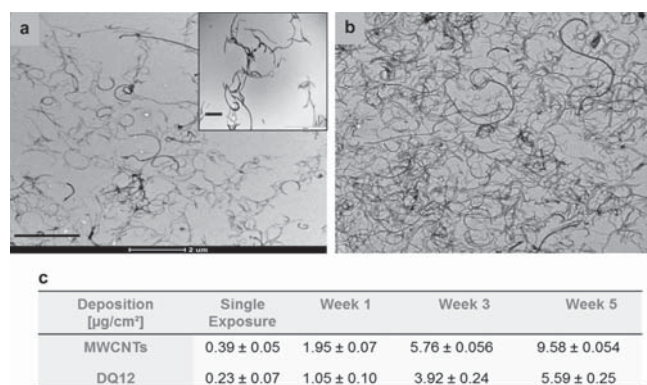 a
b
2 um
c
Deposition [µg/cm²] Single Exposure Week 1 Week 3 Week 5
MWCNTs 0.39 ± 0.05 1.95 ± 0.07 5.76 ± 0.056 9.58 ± 0.054
DQ12 0.23 ± 0.07 1.05 ± 0.10 3.92 ± 0.24 5.59 ± 0.25